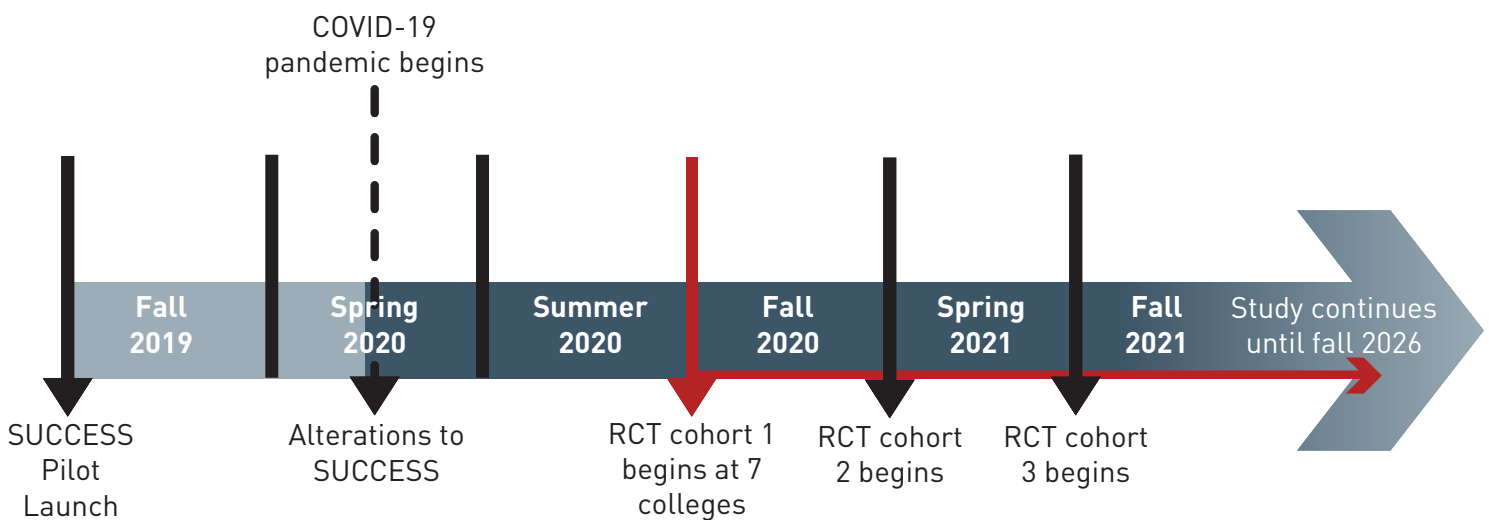 COVID-19
pandemic begins
Fall
2019
Spring
2020
Summer
2020
Fall
2020
Spring
2021
Fall
2021
Study continues
until fall 2026
SUCCESS
Pilot
Launch
Alterations to
SUCCESS
RCT cohort 1
begins at 7
colleges
RCT cohort
2 begins
RCT cohort
3 begins